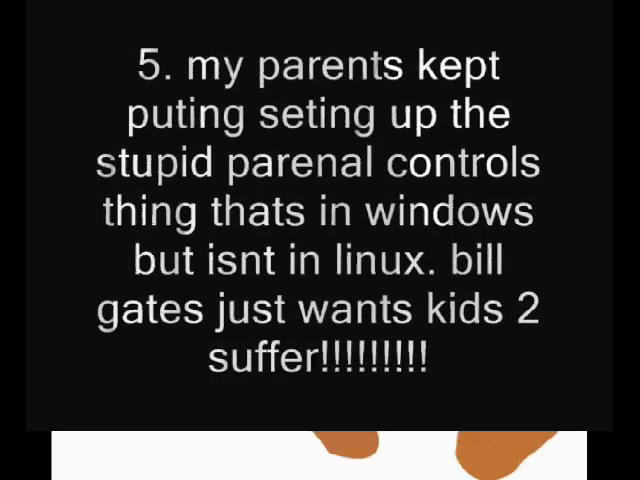 5. my parents kept
puting seting up the
stupid parenal controls
thing thats in windows
but isnt in linux. bill
gates just wants kids 2
suffer!!!!!!!!!